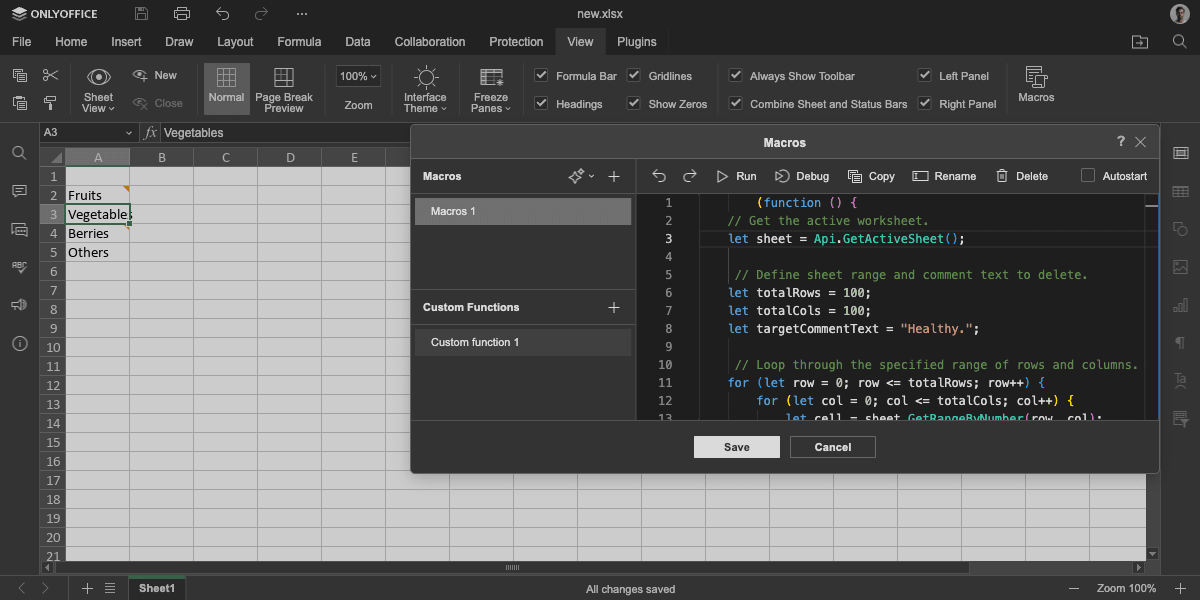 ONLYOFFICE
new.xlsx
File Home Insert Draw Layout Formula Data Collaboration Protection View Plugins
Sheet View
New
Close
Normal
Page Break Preview
100%
Zoom
Interface Theme
Freeze Panes
Formula Bar
Headings
Gridlines
Show Zeros
Always Show Toolbar
Combine Sheet and Status Bars
Left Panel
Right Panel
Macros
A3 fx Vegetables
A B C D E
1
2 Fruits
3 Vegetables
4 Berries
5 Others
6
7
8
9
10
11
12
13
14
15
16
17
18
19
20
21
Macros ?
Macros
Macros 1
Custom Functions
Custom function 1
Run Debug Copy Rename Delete Autostart
1 (function () {
2 // Get the active worksheet.
3 let sheet = Api.GetActiveSheet();
4
5 // Define sheet range and comment text to delete.
6 let totalRows = 100;
7 let totalCols = 100;
8 let targetCommentText = "Healthy.";
9
10 // Loop through the specified range of rows and columns.
11 for (let row = 0; row <= totalRows; row++) {
12 for (let col = 0; col <= totalCols; col++) {
13 let cell = sheet.GetRangeByNumber(row, col);
Save Cancel
Sheet1
All changes saved
Zoom 100%